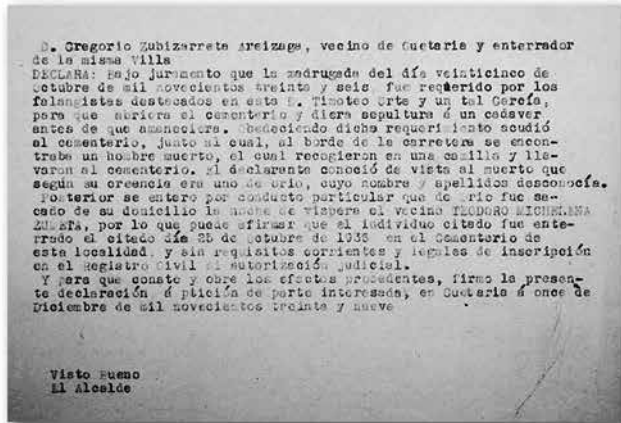 D. Gregorio Zubizarreta Areizaga, vecino de Guetaria y enterrador
de la misma Villa
DECLARA: Bajo juramento que la madrugada del día veinticinco de
octubre de mil novecientos treinta y seis, fue requerido por los
falangistas destacados en esta D. Timoteo Orte y un tal García,
para que abriera el cementerio y diera sepultura á un cadaver
antes de que amaneciera. Obedeciendo dicho requerimiento acudió
al cementerio, junto al cual, al borde de la carretera se encon-
traba un hombre muerto, el cual recogieron en una camilla y lle-
varon al cementerio. El declarante conoció de vista al muerto que
según su creencia era uno de Orio, cuyo nombre y apellidos desconocía.
Posterior se entero por conducto particular que de Orio fue sa-
cado de su domicilio la noche de vispera el vecino TEODORO MICHELENA
ZULETA, por lo que puede afirmar que el individuo citado fue ente-
rrado el citado día 25 de Octubre de 1936 en el Cementerio de
esta localidad, y sin requisitos corrientes y legales de inscripción
en el Registro Civil ni autorización judicial.
Y para que conste y obre los efectos procedentes, firmo la presen-
te declaración á ptición de parte interesada, en Guetaria á once de
Diciembre de mil novecientos treinta y nueve
Visto Bueno
El Alcalde